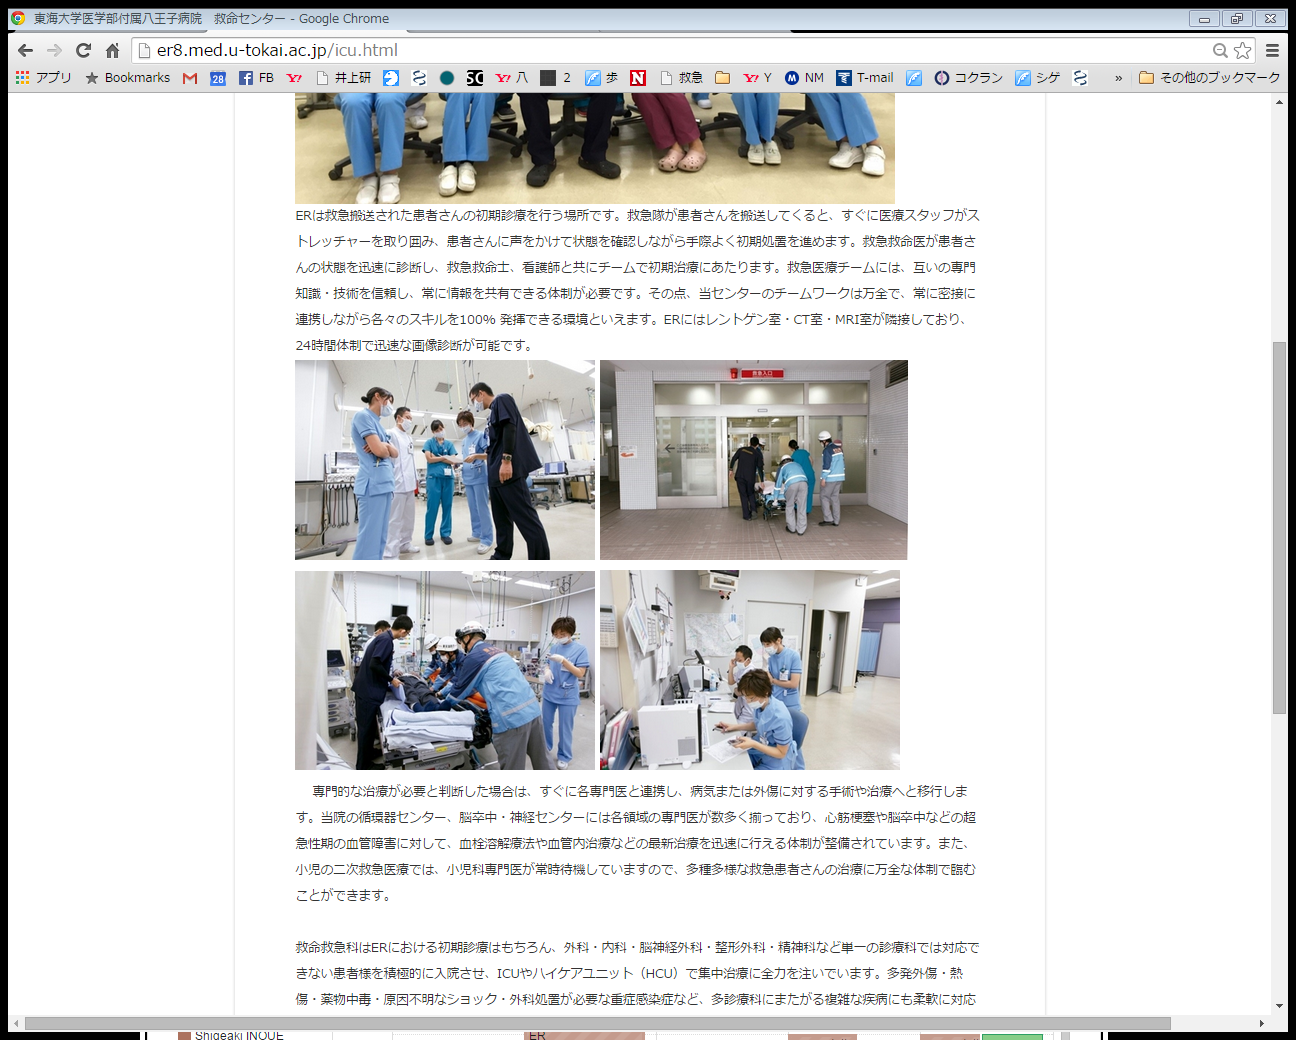 東海大学医学部付属八王子病院　救命センター - Google Chrome
er8.med.u-tokai.ac.jp/icu.html
アプリ Bookmarks 28 FB Y! 井上研 SC Y! 八 2 歩 N 救急 Y! Y M NM T T-mail コクラン シゲ » その他のブックマーク
ERは救急搬送された患者さんの初期診療を行う場所です。救急隊が患者さんを搬送してくると、すぐに医療スタッフがス
トレッチャーを取り囲み、患者さんに声をかけて状態を確認しながら手際よく初期処置を進めます。救急救命医が患者さ
んの状態を迅速に診断し、救急救命士、看護師と共にチームで初期治療にあたります。救急医療チームには、互いの専門
知識・技術を信頼し、常に情報を共有できる体制が必要です。その点、当センターのチームワークは万全で、常に密接に
連携しながら各々のスキルを100% 発揮できる環境といえます。ERにはレントゲン室・CT室・MRI室が隣接しており、
24時間体制で迅速な画像診断が可能です。
救急入口
専門的な治療が必要と判断した場合は、すぐに各専門医と連携し、病気または外傷に対する手術や治療へと移行しま
す。当院の循環器センター、脳卒中・神経センターには各領域の専門医が数多く揃っており、心筋梗塞や脳卒中などの超
急性期の血管障害に対して、血栓溶解療法や血管内治療などの最新治療を迅速に行える体制が整備されています。また、
小児の二次救急医療では、小児科専門医が常時待機していますので、多種多様な救急患者さんの治療に万全な体制で臨む
ことができます。
救命救急科はERにおける初期診療はもちろん、外科・内科・脳神経外科・整形外科・精神科など単一の診療科では対応で
きない患者様を積極的に入院させ、ICUやハイケアユニット（HCU）で集中治療に全力を注いでいます。多発外傷・熱
傷・薬物中毒・原因不明なショック・外科処置が必要な重症感染症など、多診療科にまたがる複雑な疾病にも柔軟に対応
Shigeaki INOUE
ER